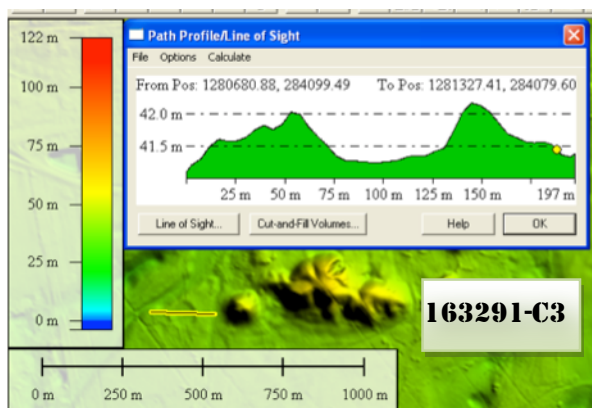 122 m
100 m
75 m
50 m
25 m
0 m
Path Profile/Line of Sight
File Options Calculate
From Pos: 1280680.88, 284099.49 To Pos: 1281327.41, 284079.60
42.0 m
41.5 m
25 m 50 m 75 m 100 m 125 m 150 m 197 m
Line of Sight... Cut-and-Fill Volumes... Help OK
163291-C3
0 m 250 m 500 m 750 m 1000 m